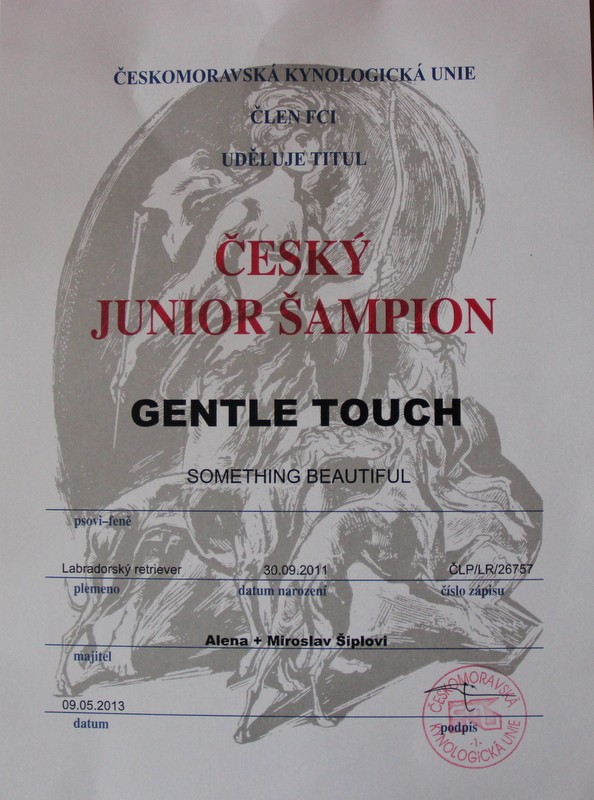 ČESKOMORAVSKÁ KYNOLOGICKÁ UNIE
ČLEN FCI
UDĚLUJE TITUL
ČESKÝ
JUNIOR ŠAMPION
GENTLE TOUCH
SOMETHING BEAUTIFUL
psovi–feně
Labradorský retriever 30.09.2011 ČLP/LR/26757
plemeno datum narození číslo zápisu
Alena + Miroslav Šiplovi
majitel
09.05.2013
datum podpis
ČESKOMORAVSKÁ
KYNOLOGICKÁ UNIE
-1-